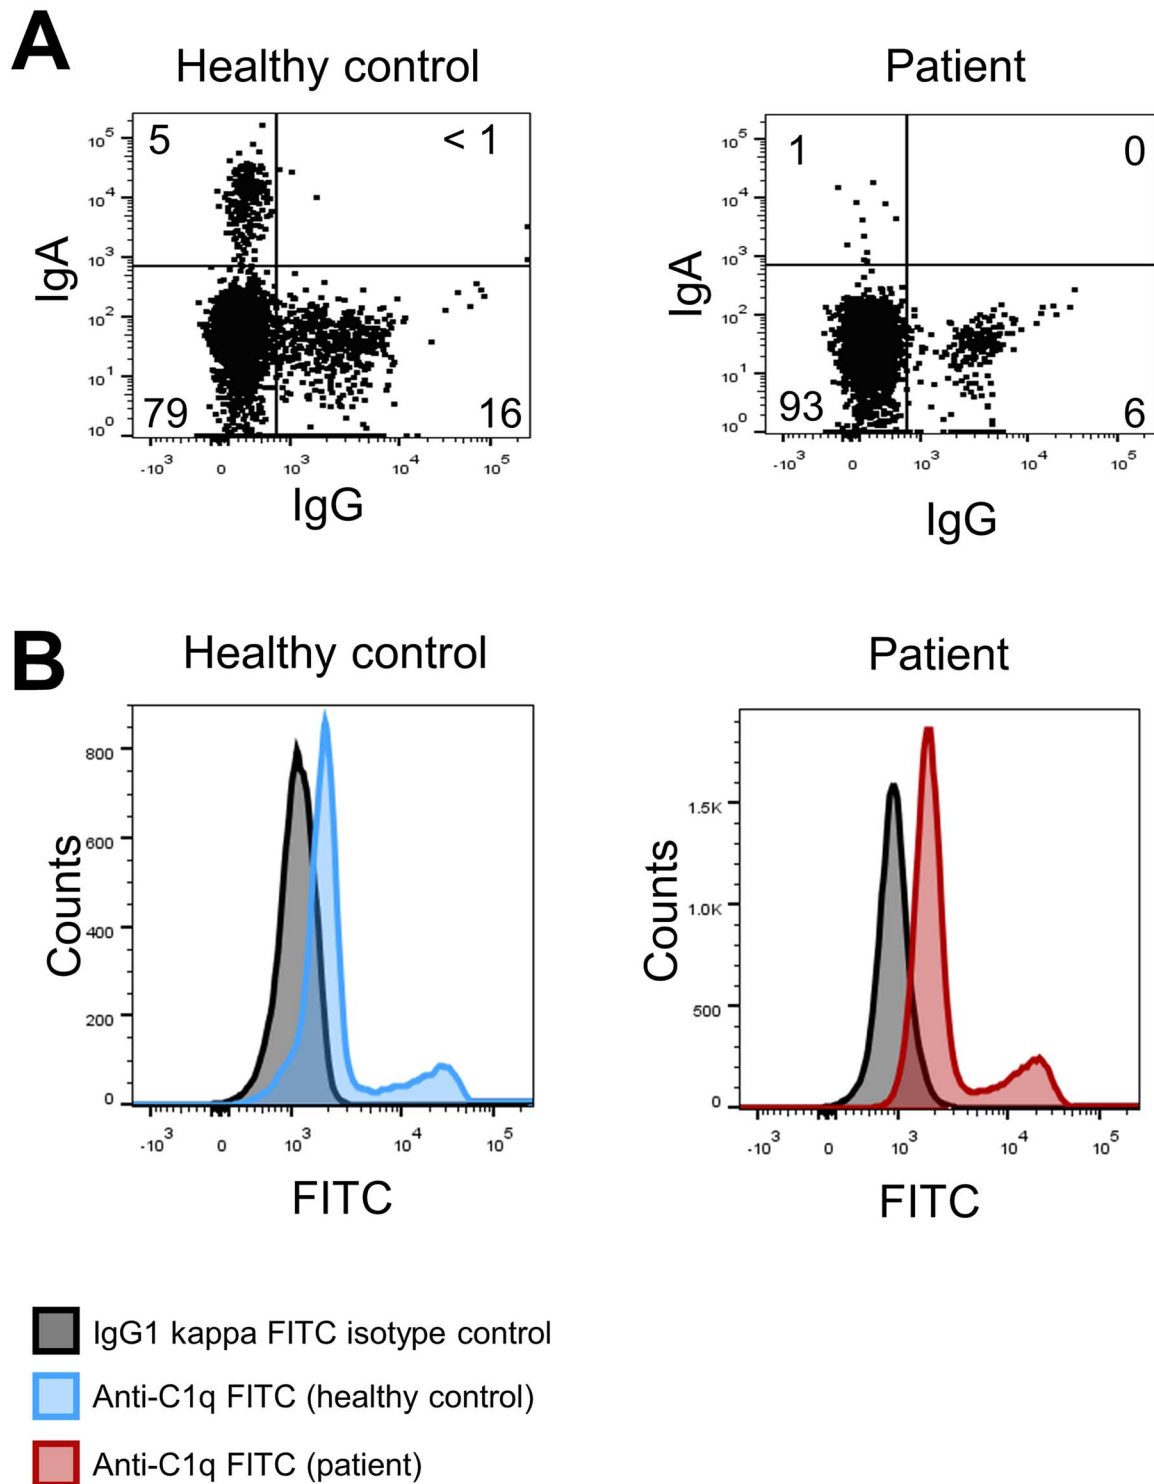 A
Healthy control
Patient
5
< 1
79
16
10^5
10^4
10^3
10^2
10^1
10^0
IgA
-10^3
0
10^3
10^4
10^5
IgG
1
0
93
6
10^5
10^4
10^3
10^2
10^1
10^0
IgA
-10^3
0
10^3
10^4
10^5
IgG
B
Healthy control
Patient
800
600
400
200
0
Counts
-10^3
0
10^3
10^4
10^5
FITC
1.5K
1.0K
500
0
Counts
-10^3
0
10^3
10^4
10^5
FITC
IgG1 kappa FITC isotype control
Anti-C1q FITC (healthy control)
Anti-C1q FITC (patient)